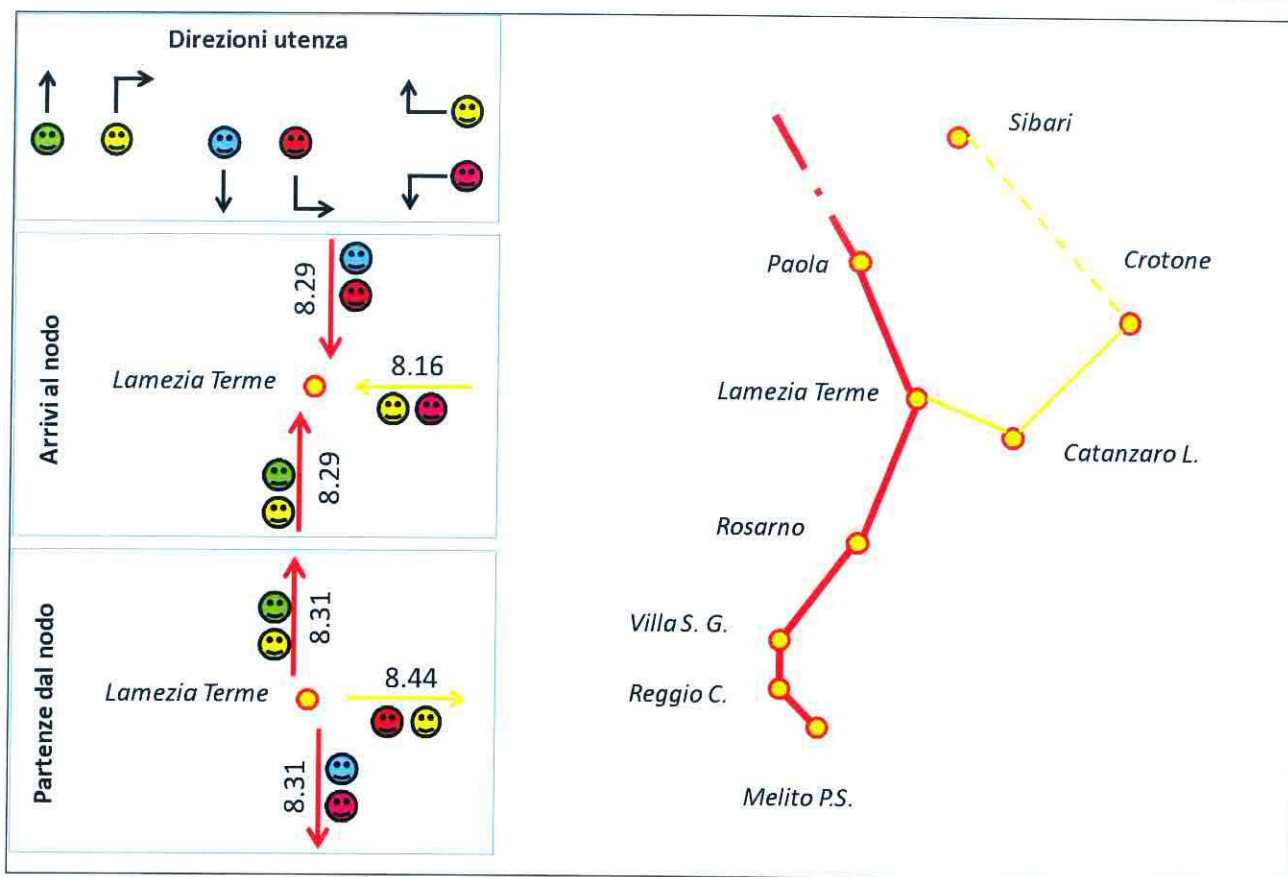 Direzioni utenza
Arrivi al nodo
8.29
Lamezia Terme
8.16
8.29
Partenze dal nodo
8.31
Lamezia Terme
8.44
8.31
Sibari
Paola
Crotone
Lamezia Terme
Catanzaro L.
Rosarno
Villa S. G.
Reggio C.
Melito P.S.